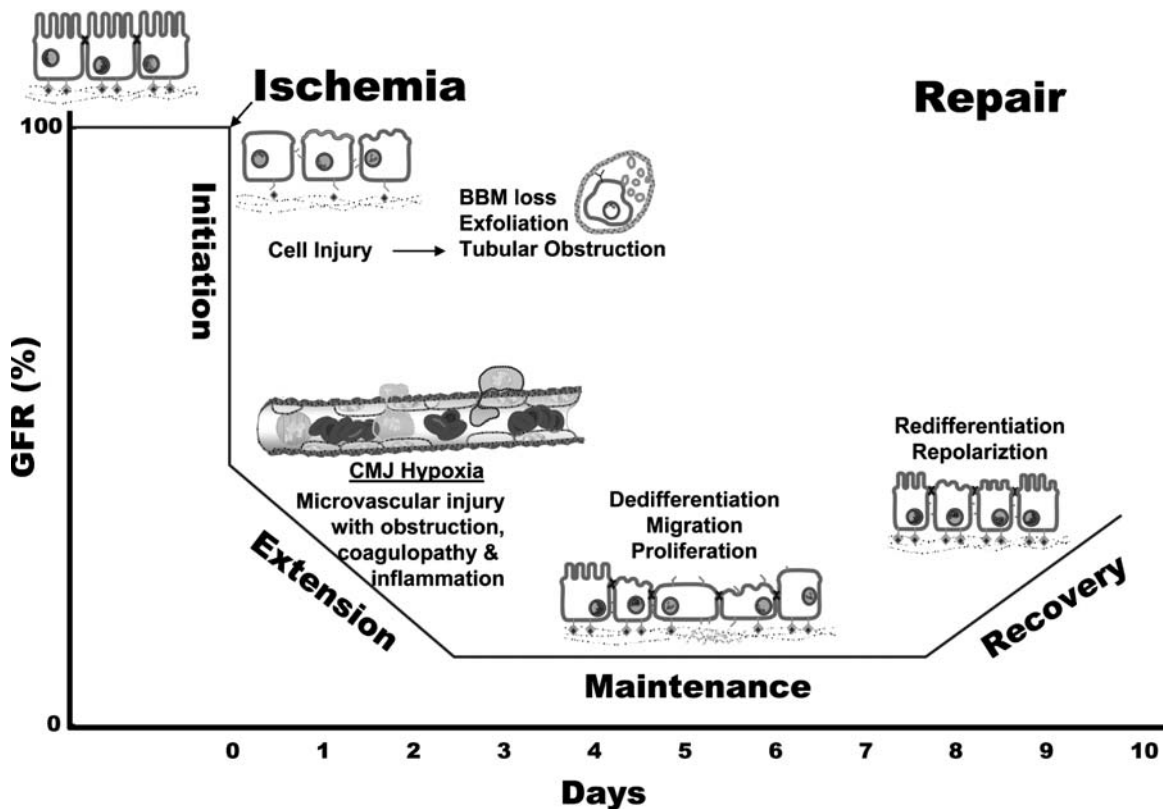 Ischemia
Repair
100
Initiation
BBM loss
Exfoliation
Cell Injury
Tubular Obstruction
GFR (%)
CMJ Hypoxia
Microvascular injury
with obstruction,
coagulopathy &
inflammation
Extension
Dedifferentiation
Migration
Proliferation
Redifferentiation
Repolariztion
Maintenance
Recovery
0
0 1 2 3 4 5 6 7 8 9 10
Days